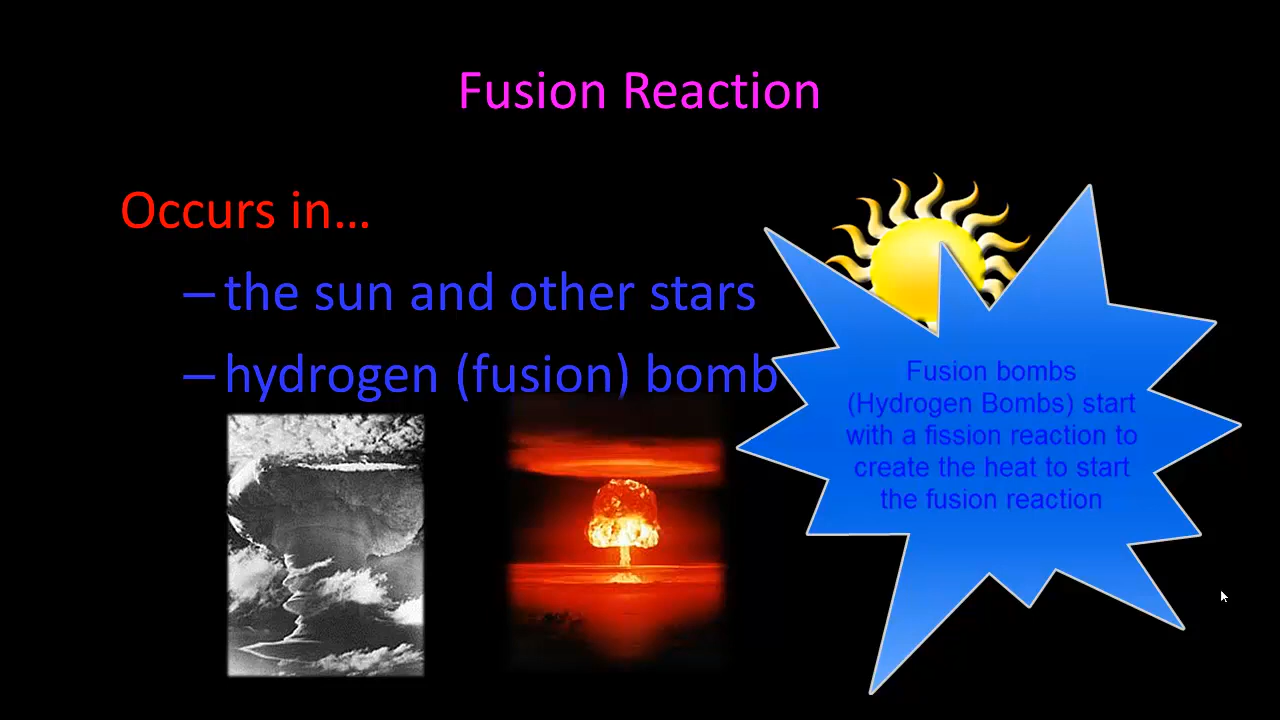 Fusion Reaction
Occurs in...
– the sun and other stars
– hydrogen (fusion) bomb
Fusion bombs
(Hydrogen Bombs) start
with a fission reaction to
create the heat to start
the fusion reaction